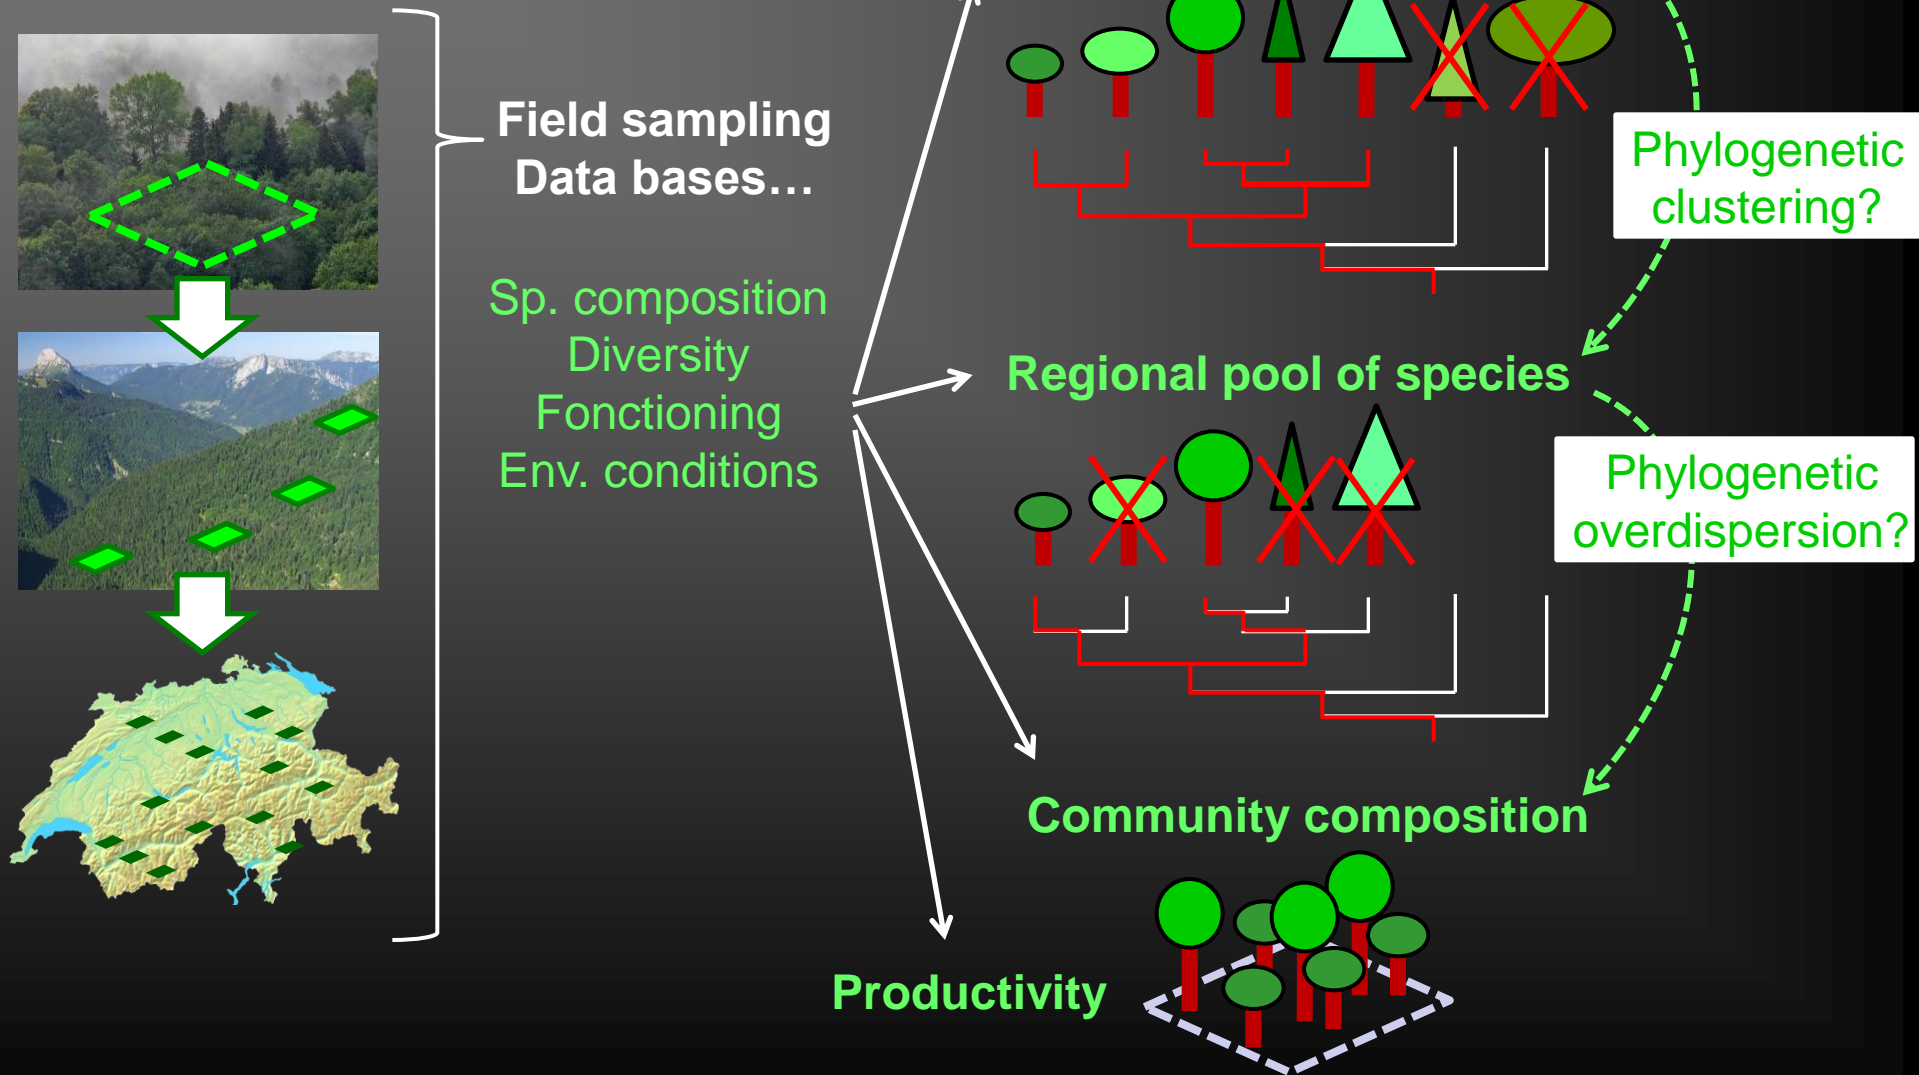 Field sampling
Data bases…
Sp. composition
Diversity
Fonctioning
Env. conditions
Phylogenetic
clustering?
Regional pool of species
Phylogenetic
overdispersion?
Community composition
Productivity